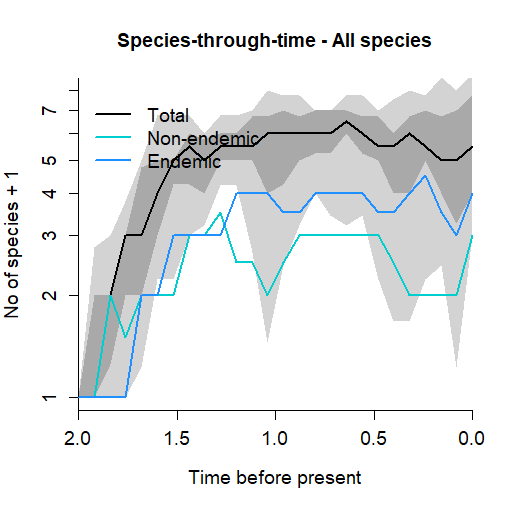 Species-through-time - All species
No of species + 1
7
5
4
3
2
1
Total
Non-endemic
Endemic
2.0 1.5 1.0 0.5 0.0
Time before present